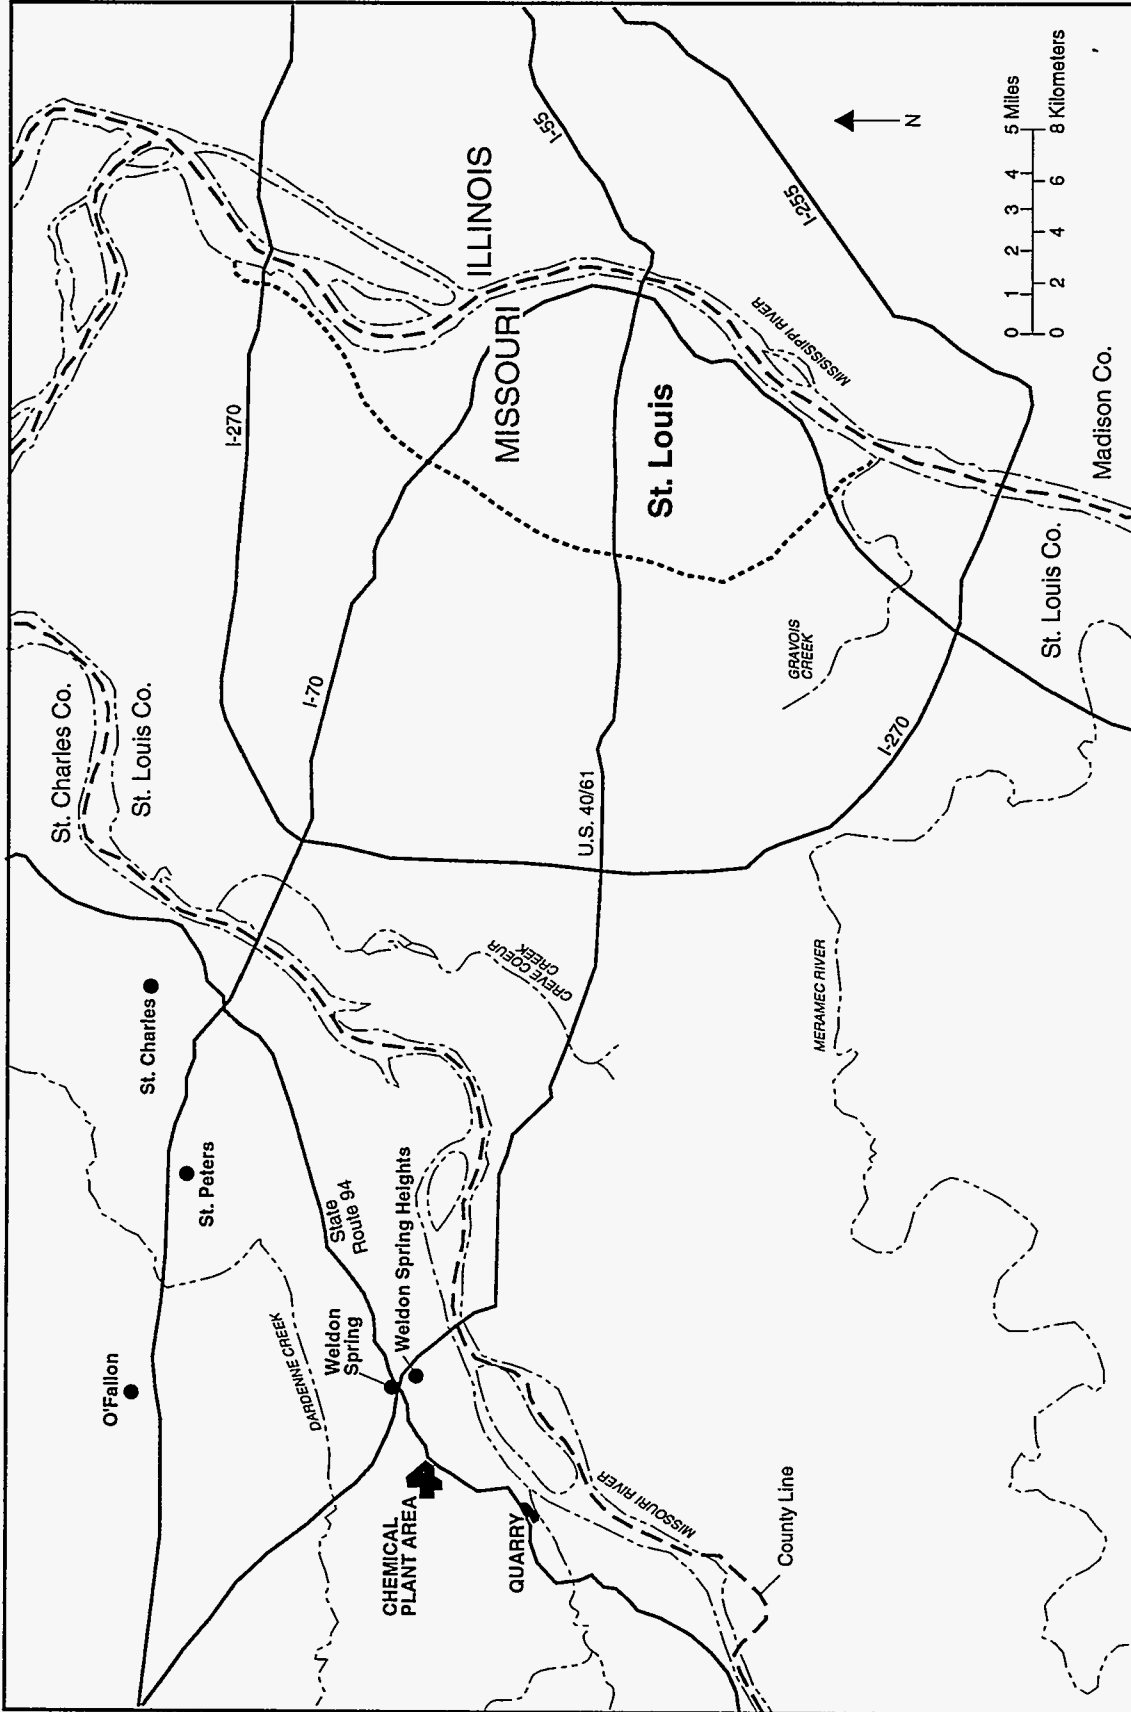 O'Fallon
St. Peters
St. Charles
St. Charles Co.
St. Louis Co.
I-270
I-70
DARDENNE CREEK
State
Route 94
Weldon
Spring
Weldon Spring Heights
CHEMICAL
PLANT AREA
QUARRY
MISSOURI RIVER
County Line
CREVE COEUR
CREEK
U.S. 40/61
MISSOURI
ILLINOIS
I-55
St. Louis
MISSISSIPPI RIVER
I-255
GRAVOIS
CREEK
I-270
MERAMEC RIVER
St. Louis Co.
Madison Co.
N
0 1 2 3 4 5 Miles
0 2 4 6 8 Kilometers